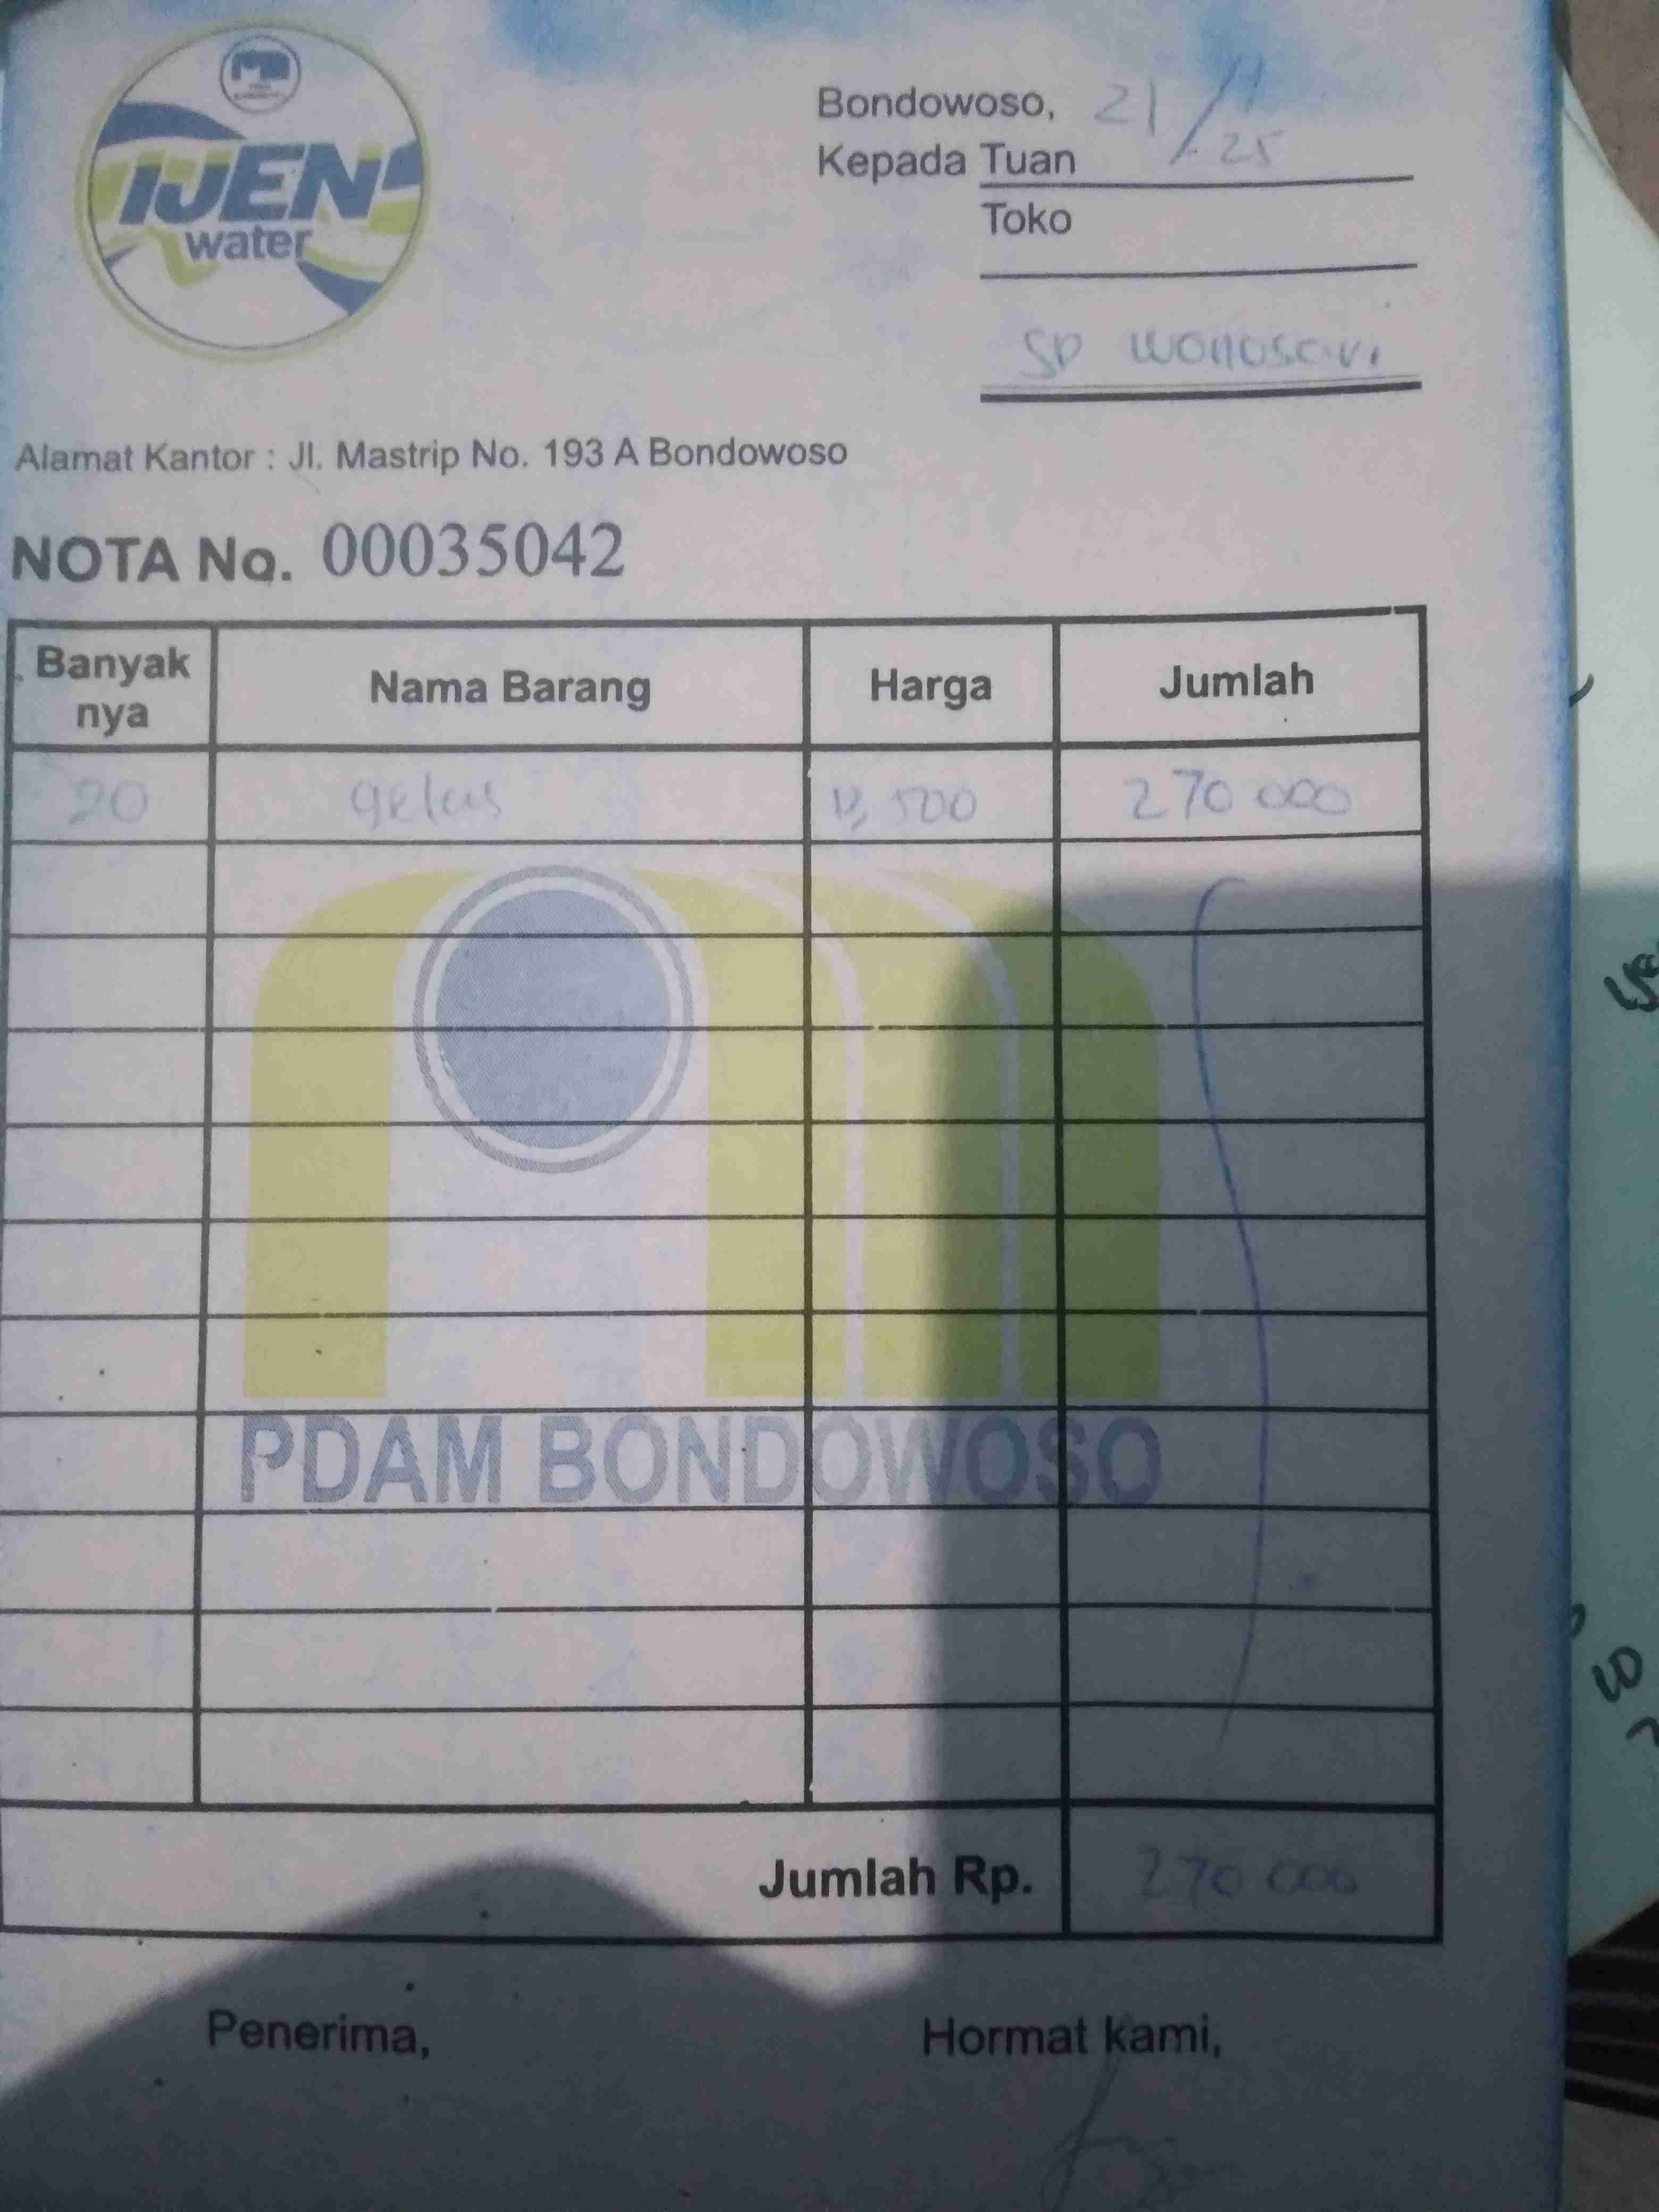 IJEN
water
Bondowoso, 21/11-25
Kepada Tuan
Toko
SD Wonosari
Alamat Kantor : Jl. Mastrip No. 193 A Bondowoso
NOTA No. 00035042
Banyak nya Nama Barang Harga Jumlah
20 gelas 13,500 270 000
PDAM BONDOWOSO
Jumlah Rp. 270 000
Penerima, Hormat kami,